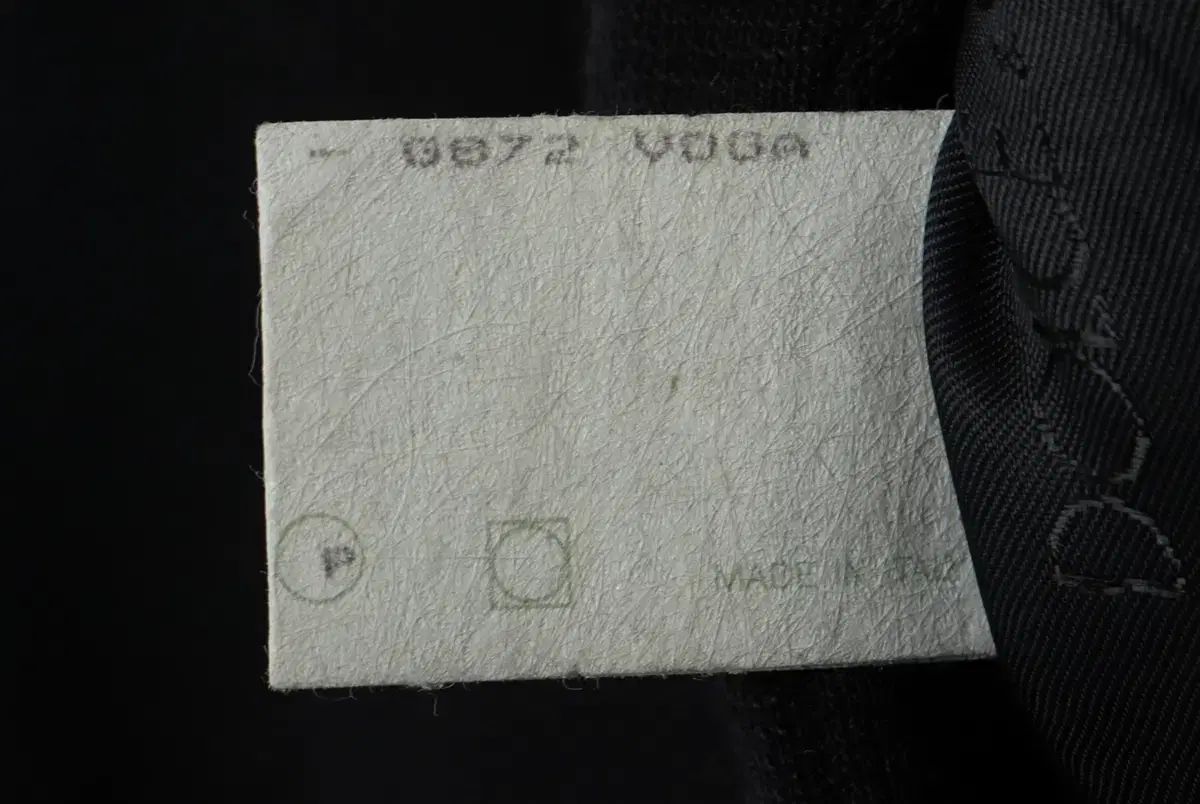 - 0872 V00A
P
MADE IN ITALY